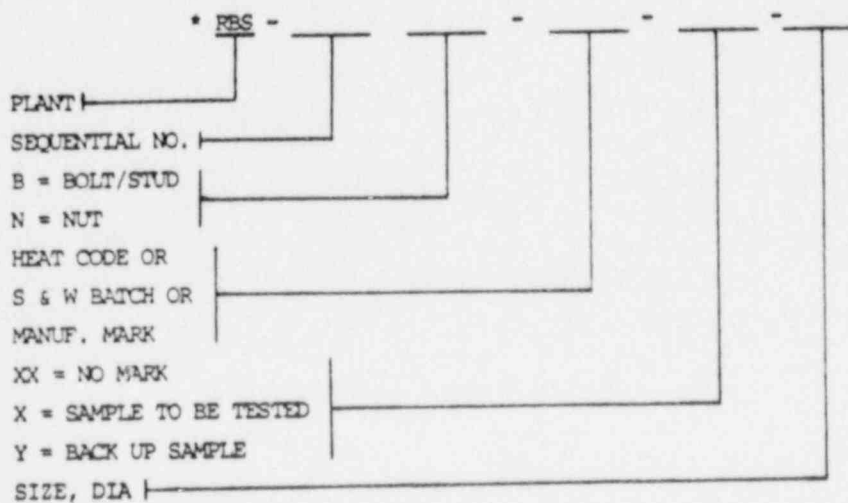 * RBS - ____ ____ - ____ - ____ - ____
PLANT
SEQUENTIAL NO.
B = BOLT/STUD
N = NUT
HEAT CODE OR
S & W BATCH OR
MANUF. MARK
XX = NO MARK
X = SAMPLE TO BE TESTED
Y = BACK UP SAMPLE
SIZE, DIA